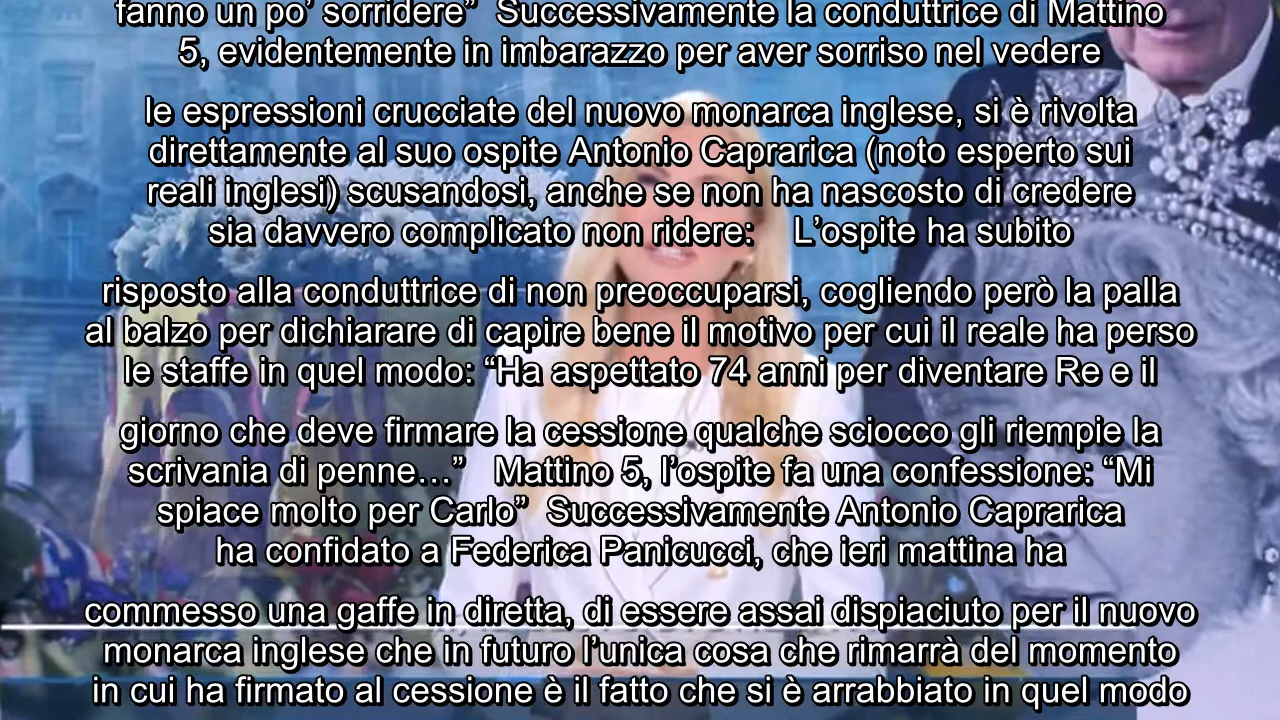 fanno un po’ sorridere”  Successivamente la conduttrice di Mattino
5, evidentemente in imbarazzo per aver sorriso nel vedere
le espressioni crucciate del nuovo monarca inglese, si è rivolta
direttamente al suo ospite Antonio Caprarica (noto esperto sui
reali inglesi) scusandosi, anche se non ha nascosto di credere
sia davvero complicato non ridere:    L’ospite ha subito
risposto alla conduttrice di non preoccuparsi, cogliendo però la palla
al balzo per dichiarare di capire bene il motivo per cui il reale ha perso
le staffe in quel modo: “Ha aspettato 74 anni per diventare Re e il
giorno che deve firmare la cessione qualche sciocco gli riempie la
scrivania di penne…”    Mattino 5, l’ospite fa una confessione: “Mi
spiace molto per Carlo”  Successivamente Antonio Caprarica
ha confidato a Federica Panicucci, che ieri mattina ha
commesso una gaffe in diretta, di essere assai dispiaciuto per il nuovo
monarca inglese che in futuro l’unica cosa che rimarrà del momento
in cui ha firmato al cessione è il fatto che si è arrabbiato in quel modo